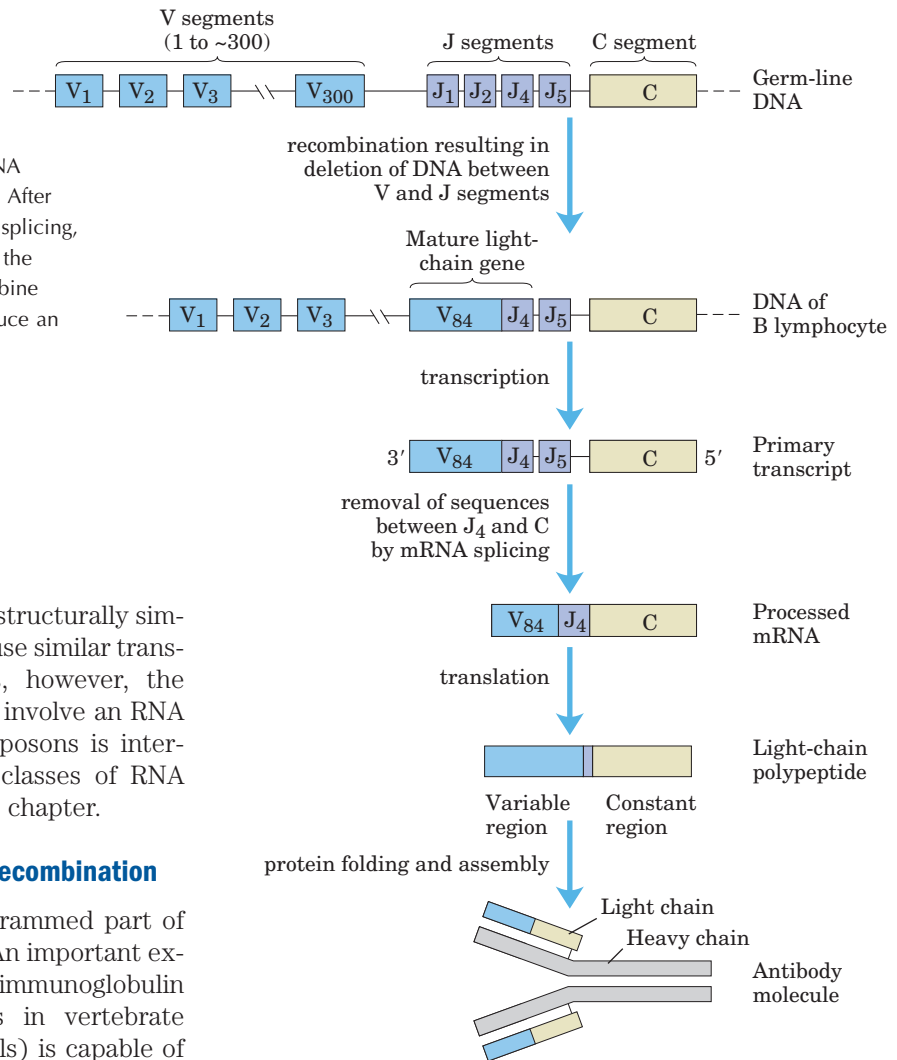 V segments
(1 to ~300)
J segments
C segment
V1 V2 V3 V300 J1 J2 J4 J5 C
Germ-line
DNA
recombination resulting in
deletion of DNA between
V and J segments
After
splicing,
the
Mature light-
chain gene
V1 V2 V3 V84 J4 J5 C
DNA of
B lymphocyte
transcription
3′ V84 J4 J5 C 5′
Primary
transcript
removal of sequences
between J4 and C
by mRNA splicing
V84 J4 C
Processed
mRNA
translation
Light-chain
polypeptide
Variable
region
Constant
region
protein folding and assembly
Light chain
Heavy chain
Antibody
molecule
structurally sim-
use similar trans-
however, the
involve an RNA
posons is inter-
classes of RNA
chapter.
ecombination
grammed part of
An important ex-
immunoglobulin
s in vertebrate
ls) is capable of